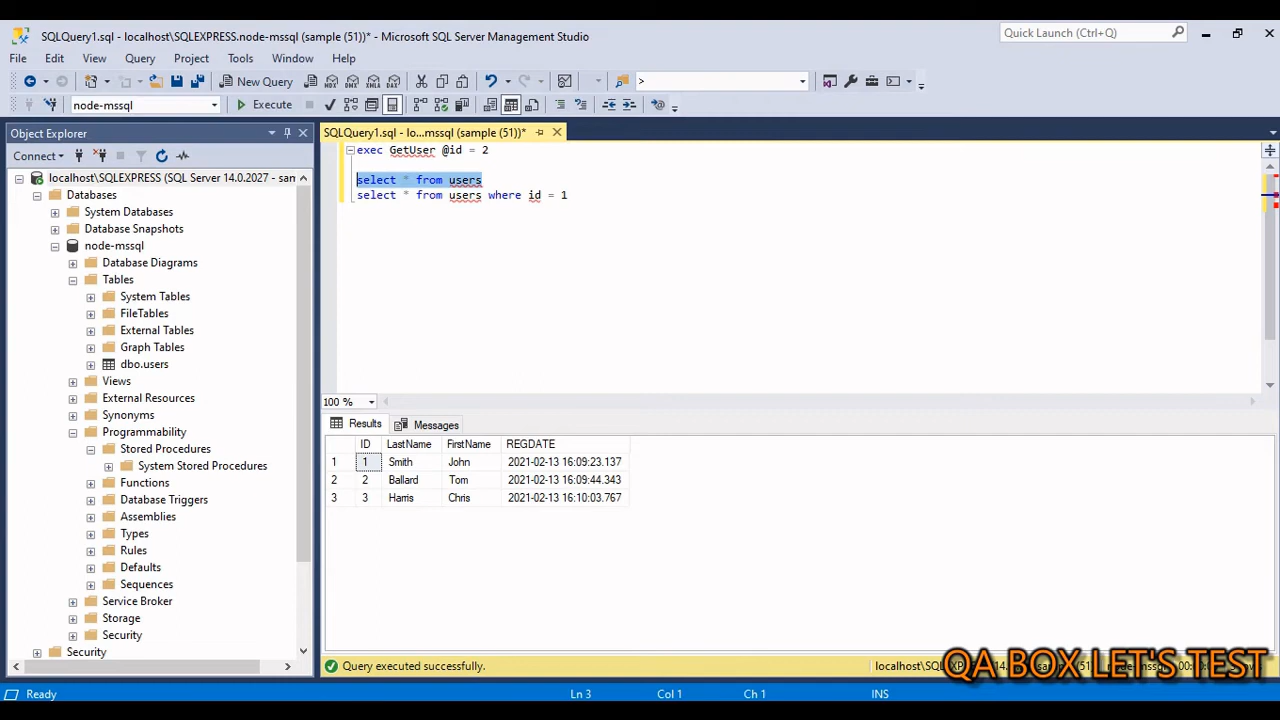 SQLQuery1.sql - localhost\SQLEXPRESS.node-mssql (sample (51))* - Microsoft SQL Server Management Studio
Quick Launch (Ctrl+Q)
File Edit View Query Project Tools Window Help
New Query
>
node-mssql
Execute
Object Explorer
SQLQuery1.sql - lo...mssql (sample (51))*
Connect
localhost\SQLEXPRESS (SQL Server 14.0.2027 - san
Databases
System Databases
Database Snapshots
node-mssql
Database Diagrams
Tables
System Tables
FileTables
External Tables
Graph Tables
dbo.users
Views
External Resources
Synonyms
Programmability
Stored Procedures
System Stored Procedures
Functions
Database Triggers
Assemblies
Types
Rules
Defaults
Sequences
Service Broker
Storage
Security
Security
exec GetUser @id = 2
select * from users
select * from users where id = 1
100 %
Results Messages
ID LastName FirstName REGDATE
1 1 Smith John 2021-02-13 16:09:23.137
2 2 Ballard Tom 2021-02-13 16:09:44.343
3 3 Harris Chris 2021-02-13 16:10:03.767
Query executed successfully.
QA BOX LET'S TEST
Ready
Ln 3 Col 1 Ch 1 INS